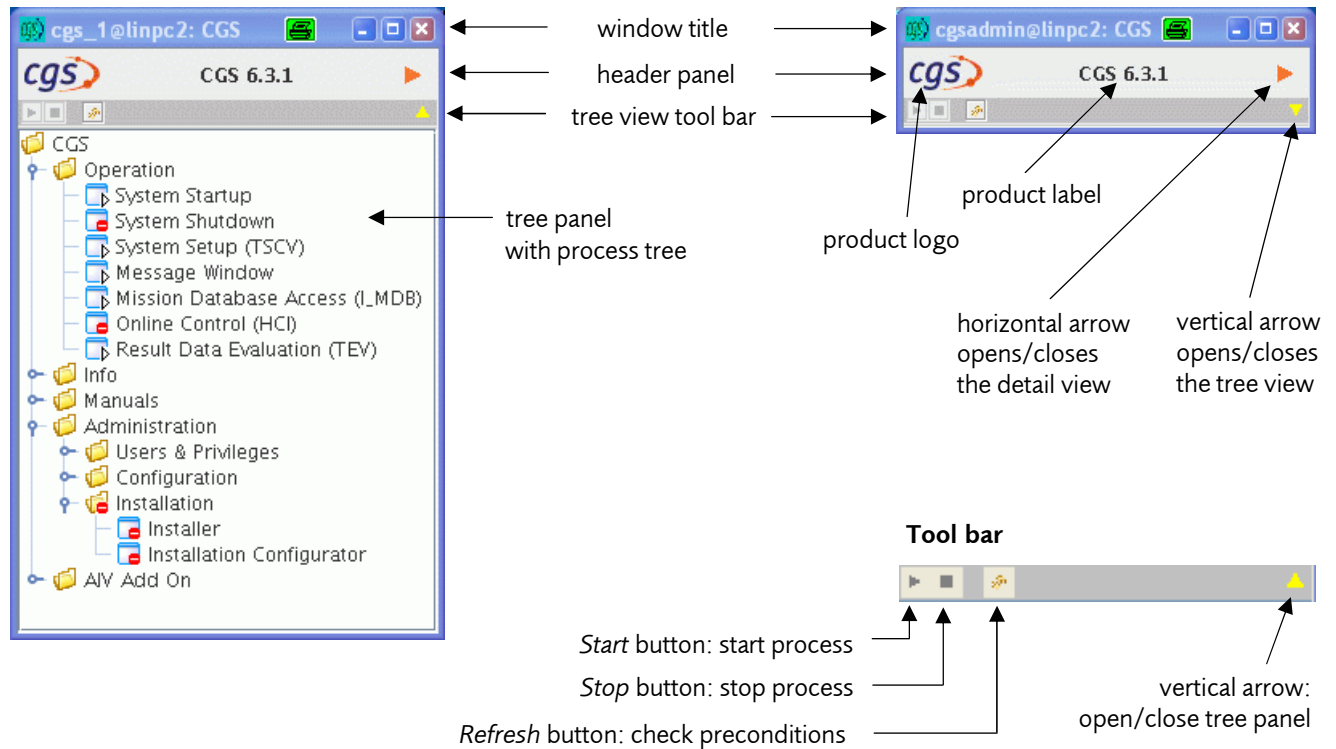 cgs_1@linpc2: CGS
cgs
CGS 6.3.1
CGS
Operation
System Startup
System Shutdown
System Setup (TSCV)
Message Window
Mission Database Access (I_MDB)
Online Control (HCI)
Result Data Evaluation (TEV)
Info
Manuals
Administration
Users & Privileges
Configuration
Installation
Installer
Installation Configurator
AIV Add On
window title
header panel
tree view tool bar
tree panel
with process tree
cgsadmin@linpc2: CGS
cgs
CGS 6.3.1
product label
product logo
horizontal arrow
opens/closes
the detail view
vertical arrow
opens/closes
the tree view
Tool bar
Start button: start process
Stop button: stop process
Refresh button: check preconditions
vertical arrow:
open/close tree panel